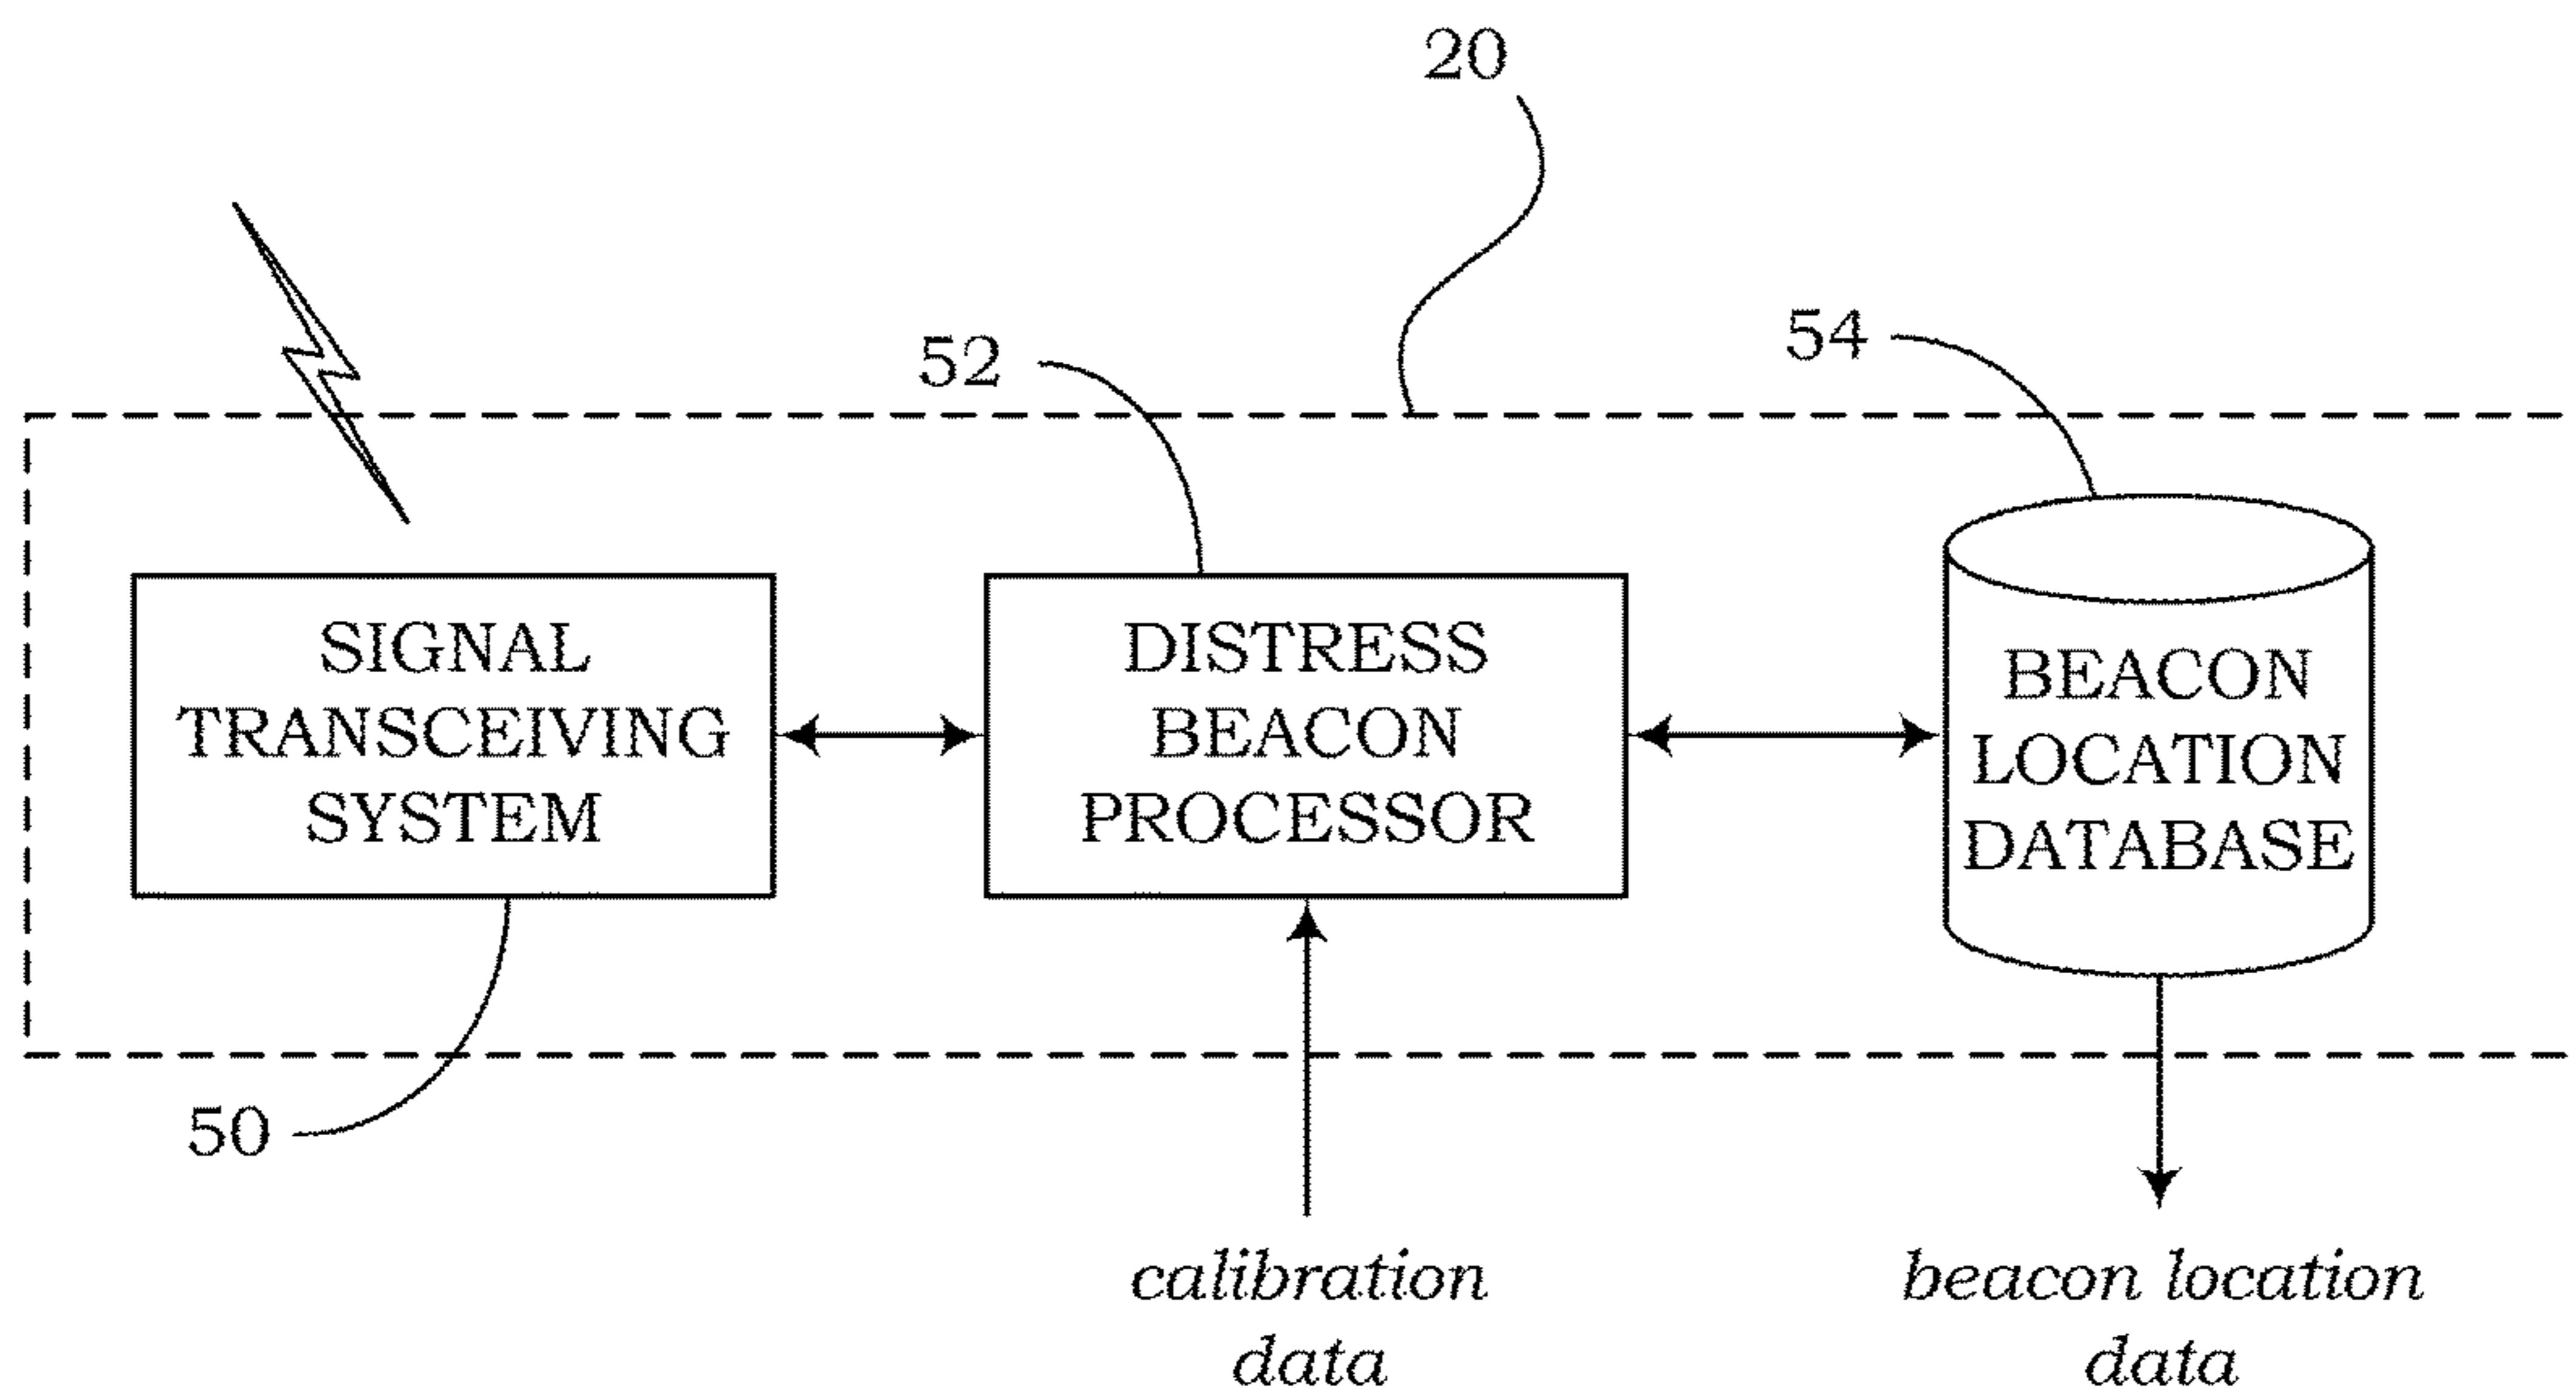 20
52
54
SIGNAL
TRANSCEIVING
SYSTEM
DISTRESS
BEACON
PROCESSOR
BEACON
LOCATION
DATABASE
50
calibration
data
beacon location
data